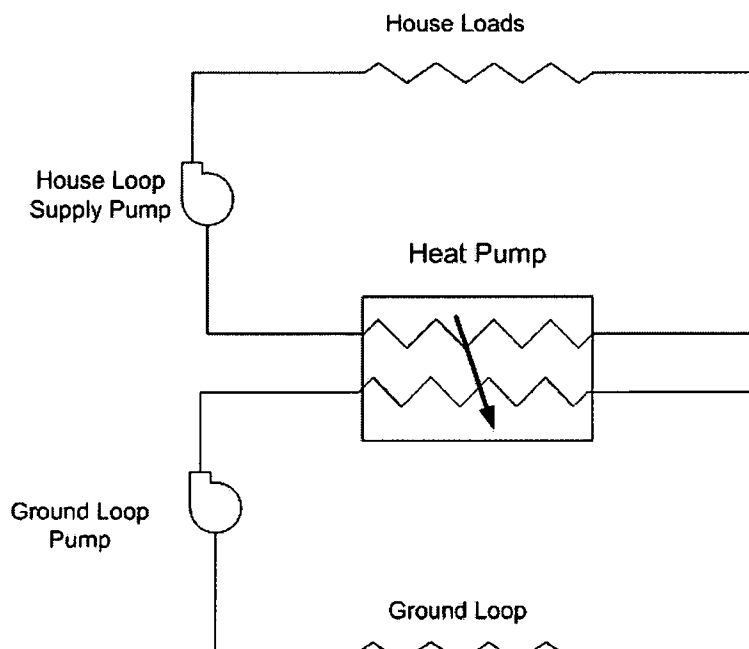 House Loads
House Loop
Supply Pump
Heat Pump
Ground Loop
Pump
Ground Loop